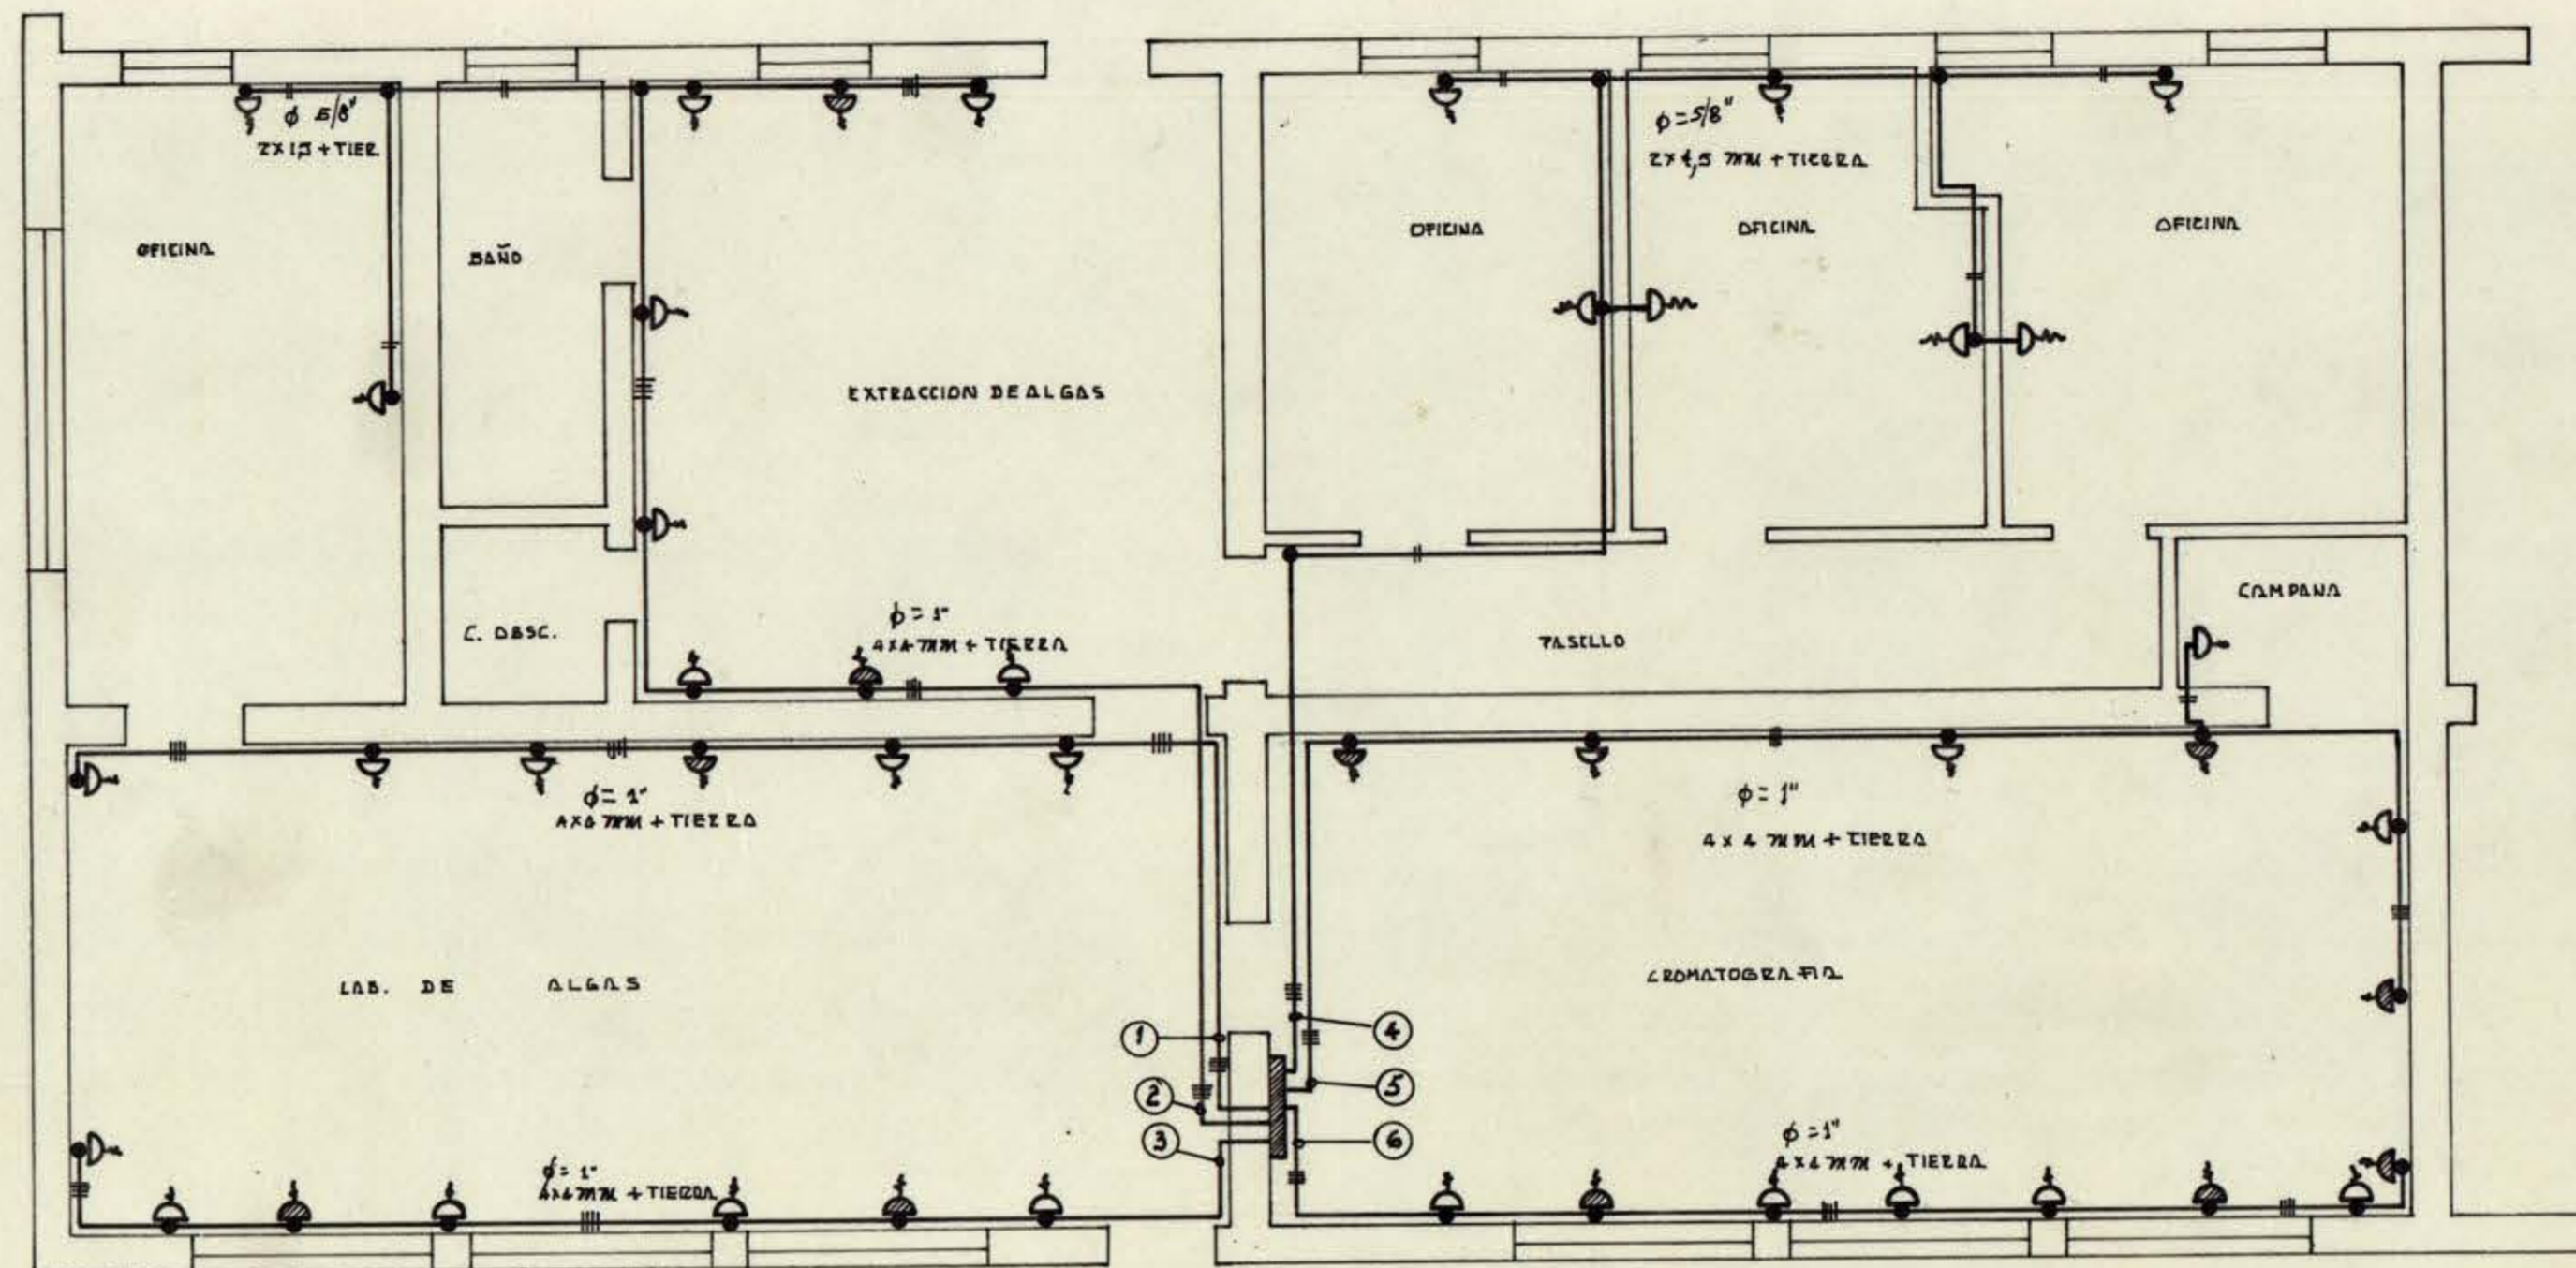 φ 5/8"
2X1,5 + TIER
φ=5/8"
2X1,5 MM + TIERRA
OFICINA
BAÑO
OFICINA
OFICINA
OFICINA
EXTRACCION DE ALGAS
φ = 1"
4X4 MM + TIERRA
C. OBSC.
PASILLO
CAMPANA
φ= 1"
4X4 MM + TIERRA
φ= 1"
4 X 4 MM + TIERRA
LAB. DE ALGAS
CROMATOGRAFIA
1
4
2
5
3
6
φ= 1"
4X4 MM + TIERRA
φ=1"
4X4 MM + TIERRA